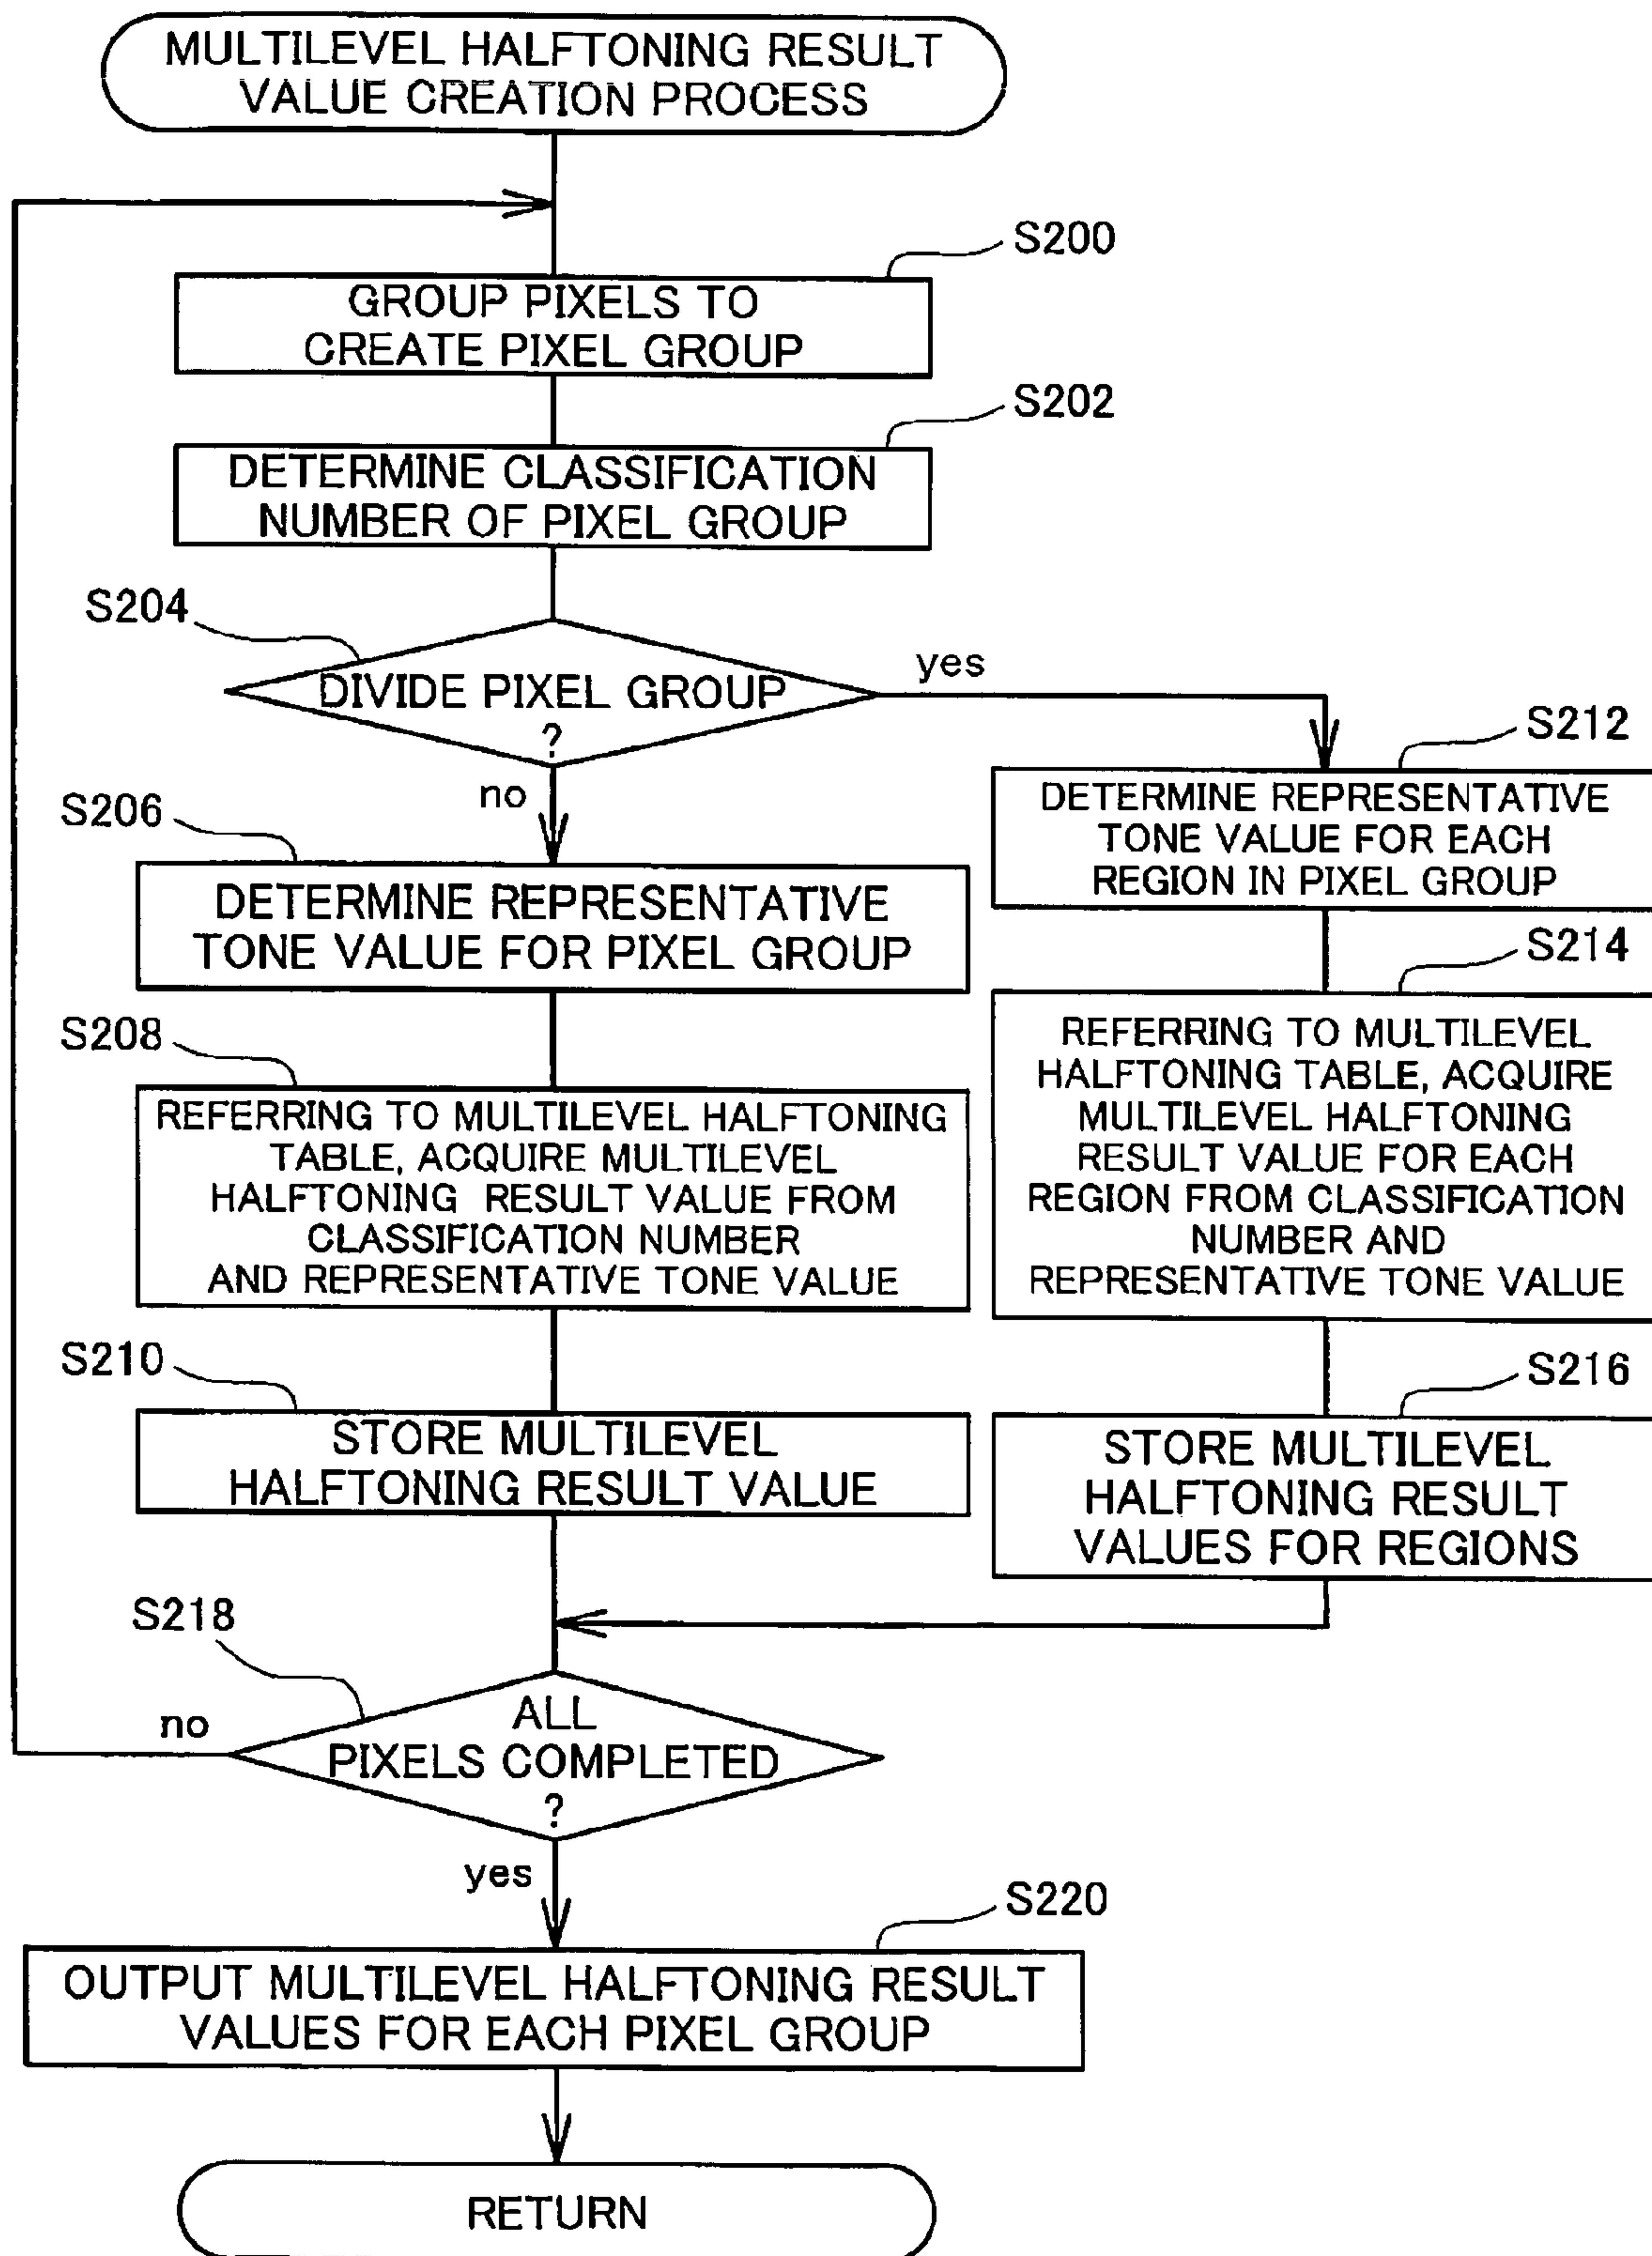 MULTILEVEL HALFTONING RESULT
VALUE CREATION PROCESS
S200
GROUP PIXELS TO
CREATE PIXEL GROUP
S202
DETERMINE CLASSIFICATION
NUMBER OF PIXEL GROUP
S204
DIVIDE PIXEL GROUP
?
yes
no
S206
DETERMINE REPRESENTATIVE
TONE VALUE FOR PIXEL GROUP
S208
REFERRING TO MULTILEVEL HALFTONING
TABLE, ACQUIRE MULTILEVEL
HALFTONING RESULT VALUE FROM
CLASSIFICATION NUMBER
AND REPRESENTATIVE TONE VALUE
S210
STORE MULTILEVEL
HALFTONING RESULT VALUE
S212
DETERMINE REPRESENTATIVE
TONE VALUE FOR EACH
REGION IN PIXEL GROUP
S214
REFERRING TO MULTILEVEL
HALFTONING TABLE, ACQUIRE
MULTILEVEL HALFTONING
RESULT VALUE FOR EACH
REGION FROM CLASSIFICATION
NUMBER AND
REPRESENTATIVE TONE VALUE
S216
STORE MULTILEVEL
HALFTONING RESULT
VALUES FOR REGIONS
S218
ALL
PIXELS COMPLETED
?
no
yes
S220
OUTPUT MULTILEVEL HALFTONING RESULT
VALUES FOR EACH PIXEL GROUP
RETURN